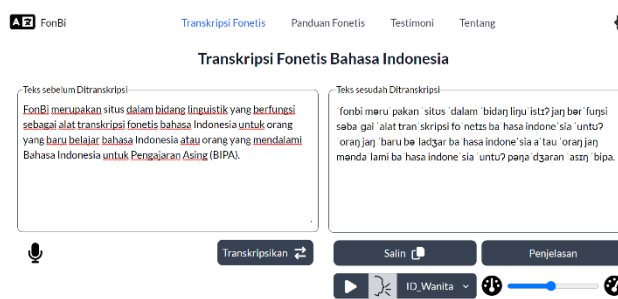 FonBi
Transkripsi Fonetis
Panduan Fonetis
Testimoni
Tentang
Transkripsi Fonetis Bahasa Indonesia
Teks sebelum Ditranskripsi
FonBi merupakan situs dalam bidang linguistik yang berfungsi
sebagai alat transkripsi fonetis bahasa Indonesia untuk orang
yang baru belajar bahasa Indonesia atau orang yang mendalami
Bahasa Indonesia untuk Pengajaran Asing (BIPA).
Teks sesudah Ditranskripsi
ˈfonbi məruˈpakan ˈsitus ˈdalam ˈbidaŋ liŋuˈistɪʔ jaŋ bərˈfuŋsi
səbaˈgai ˈalat tranˈskripsi foˈnetɪs baˈhasa indoneˈsia ˈuntuʔ
ˈoraŋ jaŋ ˈbaru bəˈladʒar baˈhasa indoneˈsia aˈtau ˈoraŋ jaŋ
məndaˈlami baˈhasa indoneˈsia ˈuntuʔ pəŋaˈdʒaran ˈasɪŋ ˈbipa.
Transkripsikan
Salin
Penjelasan
ID_Wanita